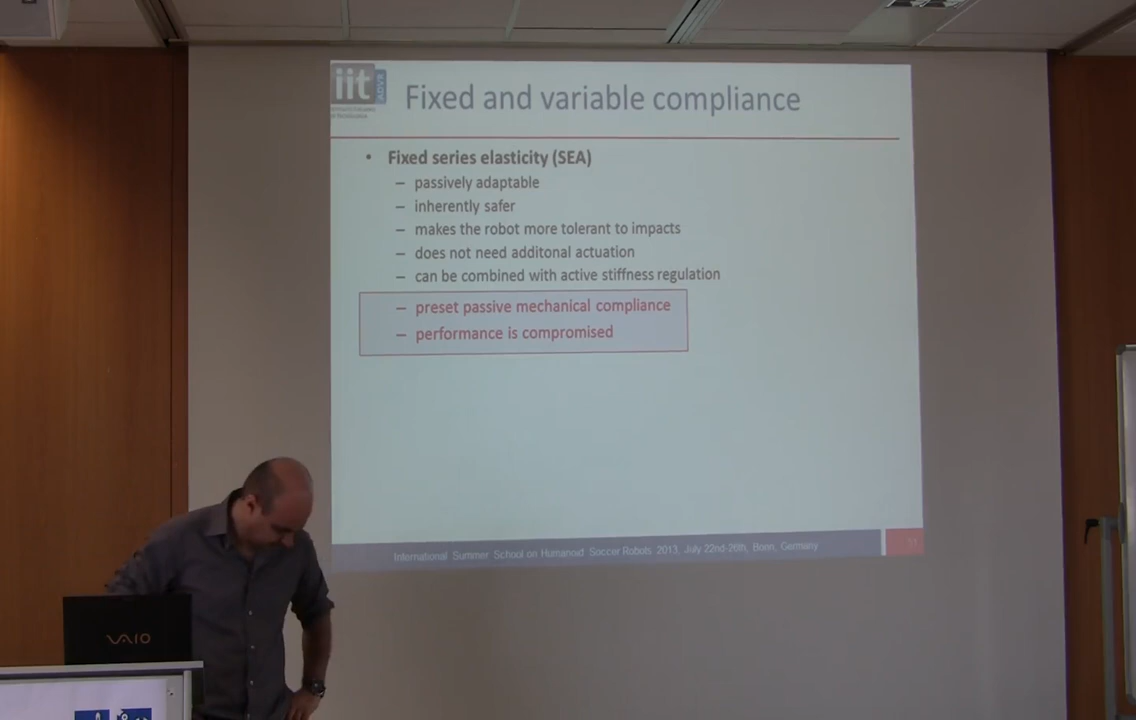 iit
ADVR
Fixed and variable compliance
• Fixed series elasticity (SEA)
– passively adaptable
– inherently safer
– makes the robot more tolerant to impacts
– does not need additonal actuation
– can be combined with active stiffness regulation
– preset passive mechanical compliance
– performance is compromised
International Summer School on Humanoid Soccer Robots 2013, July 22nd-26th, Bonn, Germany
VAIO